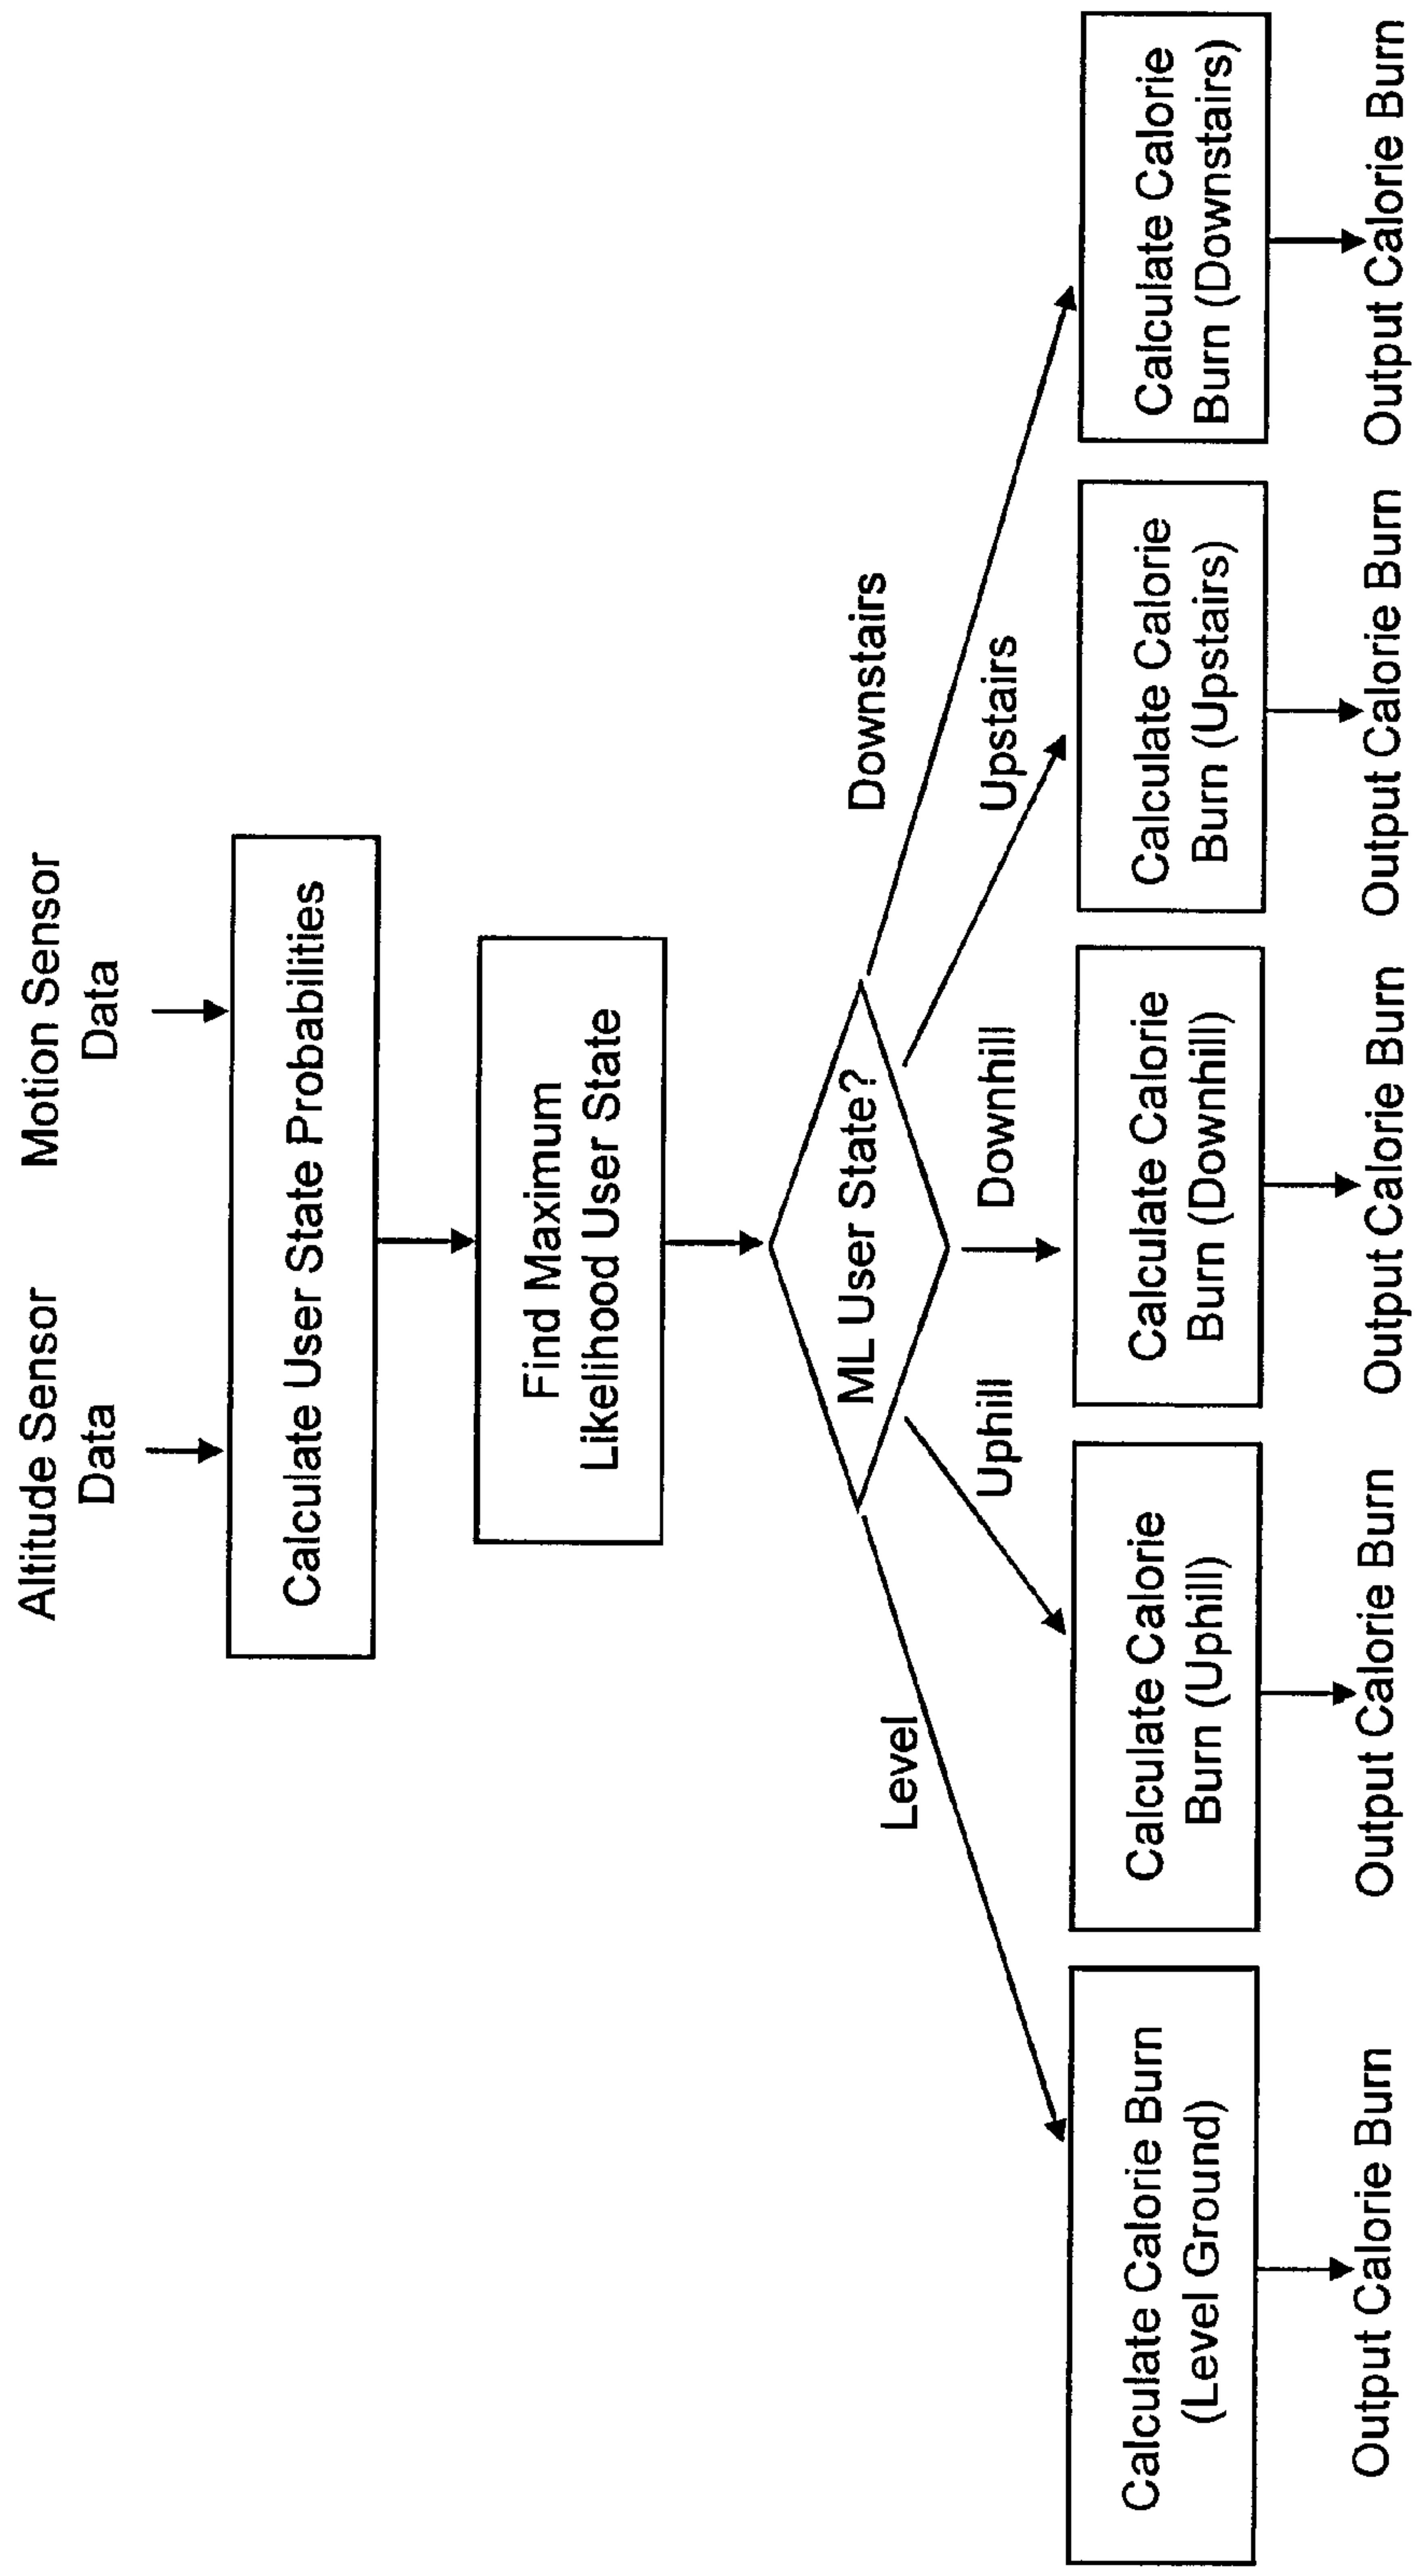 Altitude Sensor
Data
Motion Sensor
Data
Calculate User State Probabilities
Find Maximum
Likelihood User State
ML User State?
Level
Uphill
Downhill
Upstairs
Downstairs
Calculate Calorie Burn
(Level Ground)
Calculate Calorie
Burn (Uphill)
Calculate Calorie
Burn (Downhill)
Calculate Calorie
Burn (Upstairs)
Calculate Calorie
Burn (Downstairs)
Output Calorie Burn
Output Calorie Burn
Output Calorie Burn
Output Calorie Burn
Output Calorie Burn